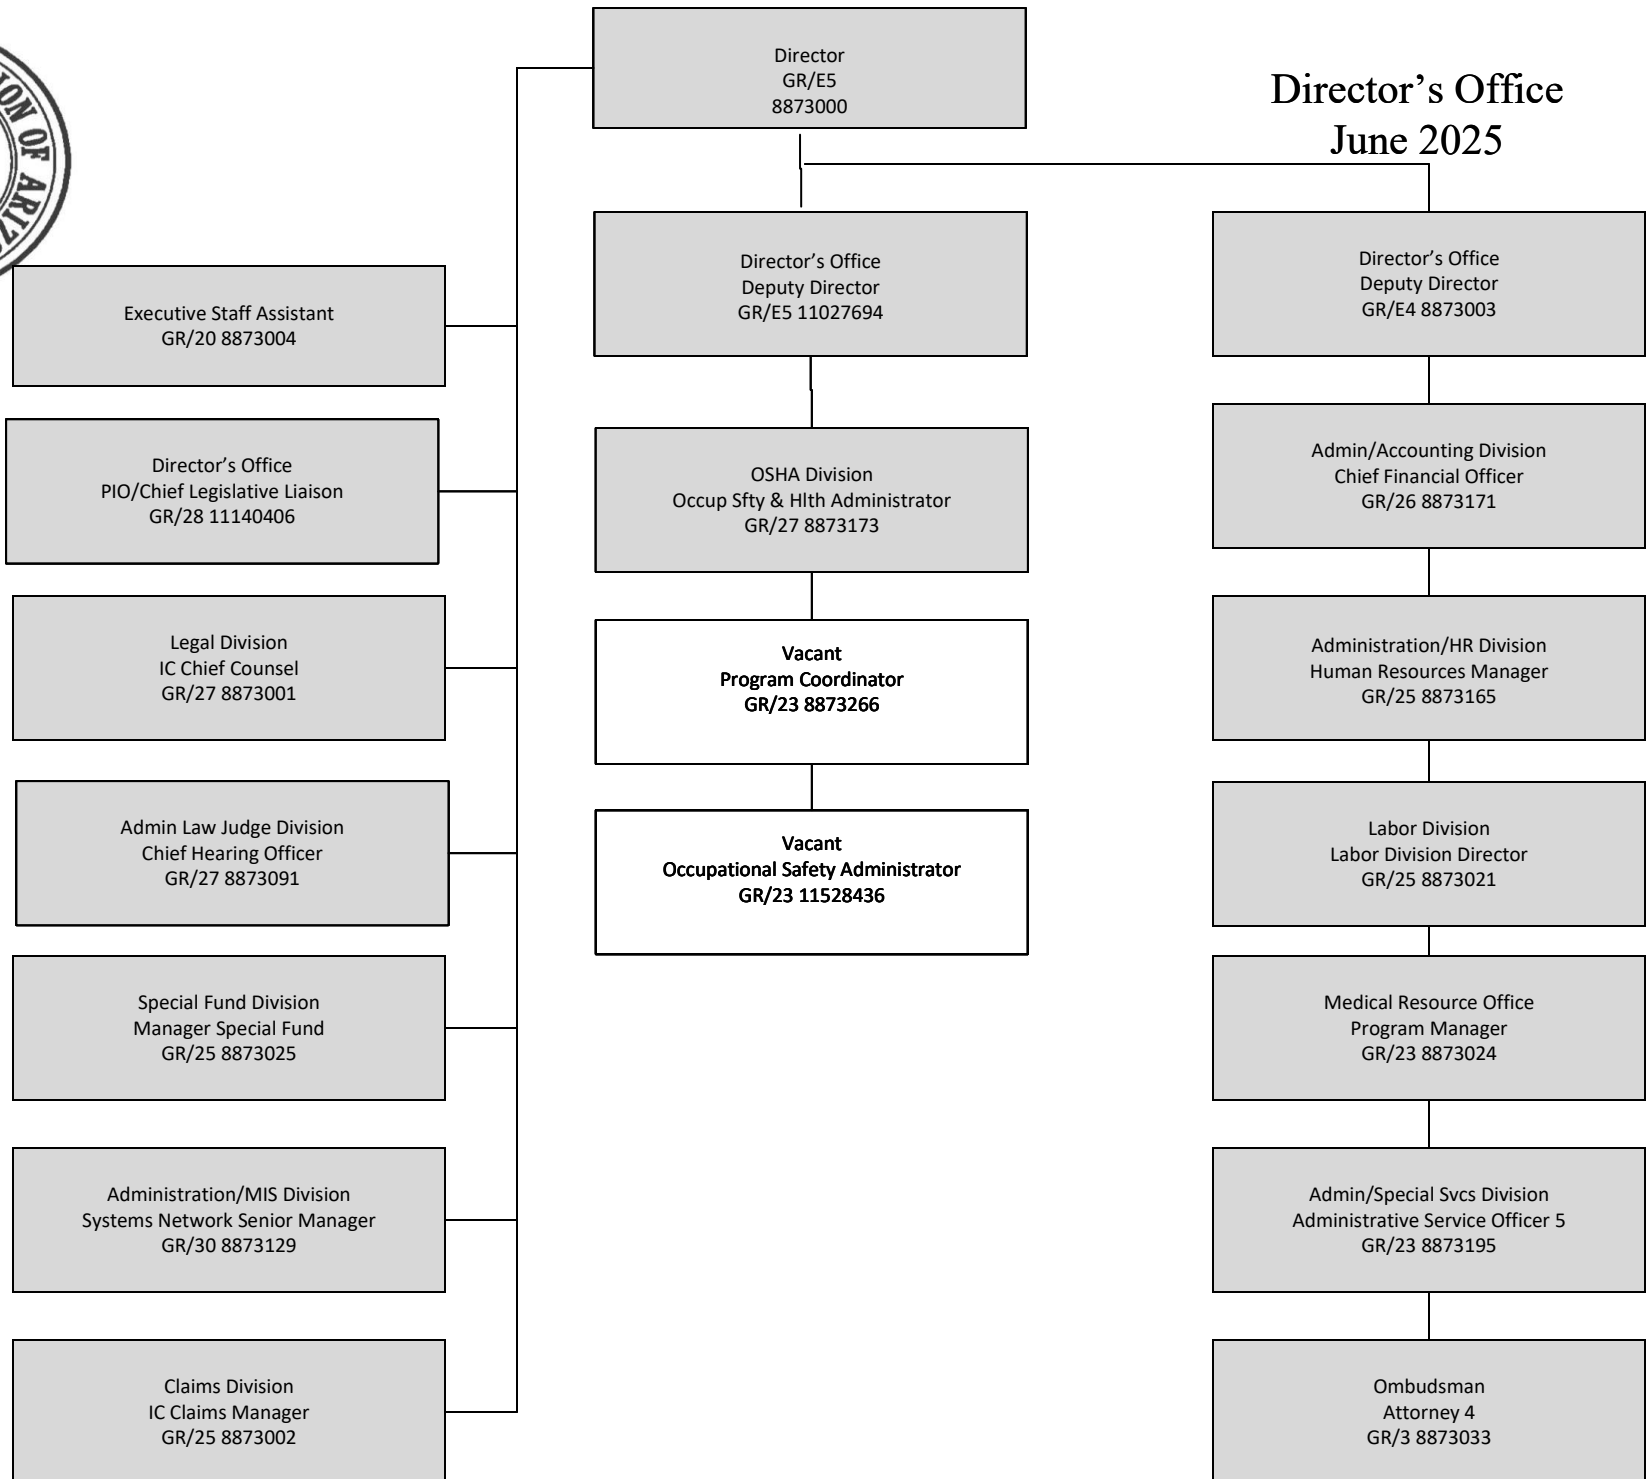 ION OF ARIZ
Director
GR/E5
8873000
Director’s Office
June 2025
Executive Staff Assistant
GR/20 8873004
Director’s Office
PIO/Chief Legislative Liaison
GR/28 11140406
Legal Division
IC Chief Counsel
GR/27 8873001
Admin Law Judge Division
Chief Hearing Officer
GR/27 8873091
Special Fund Division
Manager Special Fund
GR/25 8873025
Administration/MIS Division
Systems Network Senior Manager
GR/30 8873129
Claims Division
IC Claims Manager
GR/25 8873002
Director’s Office
Deputy Director
GR/E5 11027694
OSHA Division
Occup Sfty & Hlth Administrator
GR/27 8873173
Vacant
Program Coordinator
GR/23 8873266
Vacant
Occupational Safety Administrator
GR/23 11528436
Director’s Office
Deputy Director
GR/E4 8873003
Admin/Accounting Division
Chief Financial Officer
GR/26 8873171
Administration/HR Division
Human Resources Manager
GR/25 8873165
Labor Division
Labor Division Director
GR/25 8873021
Medical Resource Office
Program Manager
GR/23 8873024
Admin/Special Svcs Division
Administrative Service Officer 5
GR/23 8873195
Ombudsman
Attorney 4
GR/3 8873033